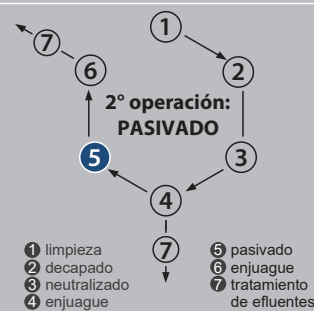 1
7
6
2
2° operación:
PASIVADO
5
3
4
7
1 limpieza
2 decapado
3 neutralizado
4 enjuague
5 pasivado
6 enjuague
7 tratamiento
de efluentes